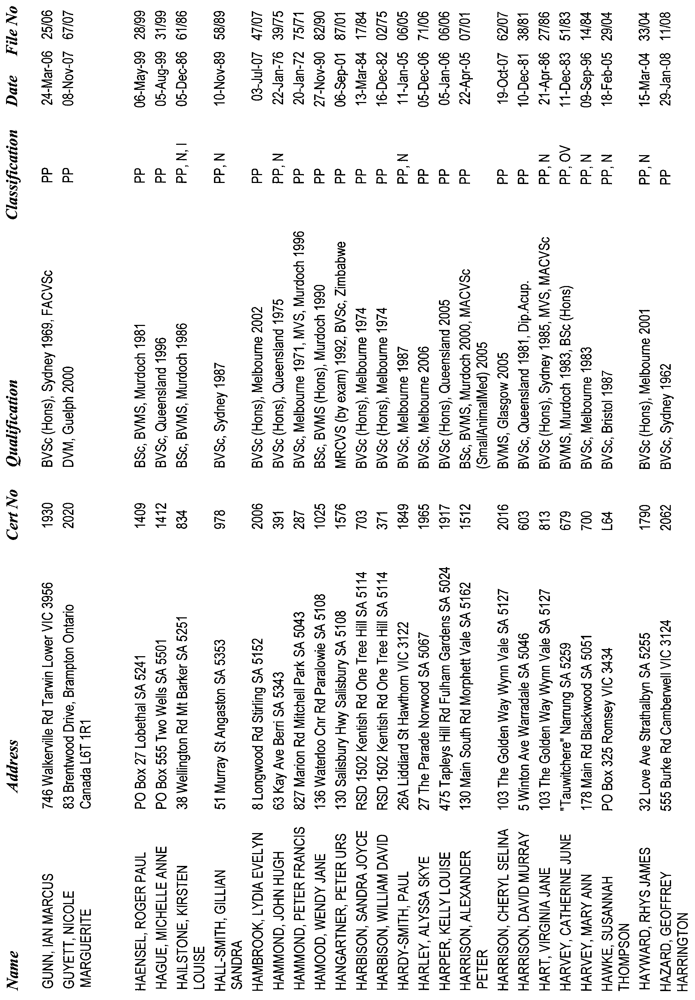 Name Address Cert No Qualification Classification Date File No
GUNN, IAN MARCUS 746 Walkerville Rd Tarwin Lower VIC 3956 1930 BVSc (Hons), Sydney 1969, FACVSc PP 24-Mar-06 25/06
GUYETT, NICOLE 83 Brentwood Drive, Brampton Ontario 2020 DVM, Guelph 2000 PP 08-Nov-07 67/07
MARGUERITE Canada L6T 1R1
HAENSEL, ROGER PAUL PO Box 27 Lobethal SA 5241 1409 BSc, BVMS, Murdoch 1981 PP 06-May-99 28/99
HAGUE, MICHELLE ANNE PO Box 555 Two Wells SA 5501 1412 BVSc, Queensland 1996 PP 05-Aug-99 31/99
HAILSTONE, KIRSTEN 38 Wellington Rd Mt Barker SA 5251 834 BSc, BVMS, Murdoch 1986 PP, N, I 05-Dec-86 61/86
LOUISE
HALL-SMITH, GILLIAN 51 Murray St Angaston SA 5353 978 BVSc, Sydney 1987 PP, N 10-Nov-89 58/89
SANDRA
HAMBROOK, LYDIA EVELYN 8 Longwood Rd Stirling SA 5152 2006 BVSc (Hons), Melbourne 2002 PP 03-Jul-07 47/07
HAMMOND, JOHN HUGH 63 Kay Ave Berri SA 5343 391 BVSc (Hons), Queensland 1975 PP, N 22-Jan-76 39/75
HAMMOND, PETER FRANCIS 827 Marion Rd Mitchell Park SA 5043 287 BVSc, Melbourne 1971, MVS, Murdoch 1996 PP 20-Jan-72 75/71
HAMOOD, WENDY JANE 136 Waterloo Cnr Rd Paralowie SA 5108 1025 BSc, BVMS (Hons), Murdoch 1990 PP 27-Nov-90 82/90
HANGARTNER, PETER URS 130 Salisbury Hwy Salisbury SA 5108 1576 MRCVS (by exam) 1992, BVSc, Zimbabwe PP 06-Sep-01 87/01
HARBISON, SANDRA JOYCE RSD 1502 Kentish Rd One Tree Hill SA 5114 703 BVSc (Hons), Melbourne 1974 PP 13-Mar-84 17/84
HARBISON, WILLIAM DAVID RSD 1502 Kentish Rd One Tree Hill SA 5114 371 BVSc (Hons), Melbourne 1974 PP 16-Dec-82 02/75
HARDY-SMITH, PAUL 26A Liddiard St Hawthorn VIC 3122 1849 BVSc, Melbourne 1987 PP, N 11-Jan-05 06/05
HARLEY, ALYSSA SKYE 27 The Parade Norwood SA 5067 1965 BVSc, Melbourne 2006 PP 05-Dec-06 71/06
HARPER, KELLY LOUISE 475 Tapleys Hill Rd Fulham Gardens SA 5024 1917 BVSc (Hons), Queensland 2005 PP 05-Jan-06 06/06
HARRISON, ALEXANDER 130 Main South Rd Morphett Vale SA 5162 1512 BSc, BVMS, Murdoch 2000, MACVSc PP 22-Apr-05 07/01
PETER (SmallAnimalMed) 2005
HARRISON, CHERYL SELINA 103 The Golden Way Wynn Vale SA 5127 2016 BVMS, Glasgow 2005 PP 19-Oct-07 62/07
HARRISON, DAVID MURRAY 5 Winton Ave Warradale SA 5046 603 BVSc, Queensland 1981, Dip.Acup. PP 10-Dec-81 38/81
HART, VIRGINIA JANE 103 The Golden Way Wynn Vale SA 5127 813 BVSc (Hons), Sydney 1985, MVS, MACVSc PP, N 21-Apr-86 27/86
HARVEY, CATHERINE JUNE "Tauwitchere" Narrung SA 5259 679 BVMS, Murdoch 1983, BSc (Hons) PP, OV 11-Dec-83 51/83
HARVEY, MARY ANN 178 Main Rd Blackwood SA 5051 700 BVSc, Melbourne 1983 PP, N 09-Sep-96 14/84
HAWKE, SUSANNAH PO Box 325 Romsey VIC 3434 L64 BVSc, Bristol 1987 PP, N 18-Feb-05 29/04
THOMPSON
HAYWARD, RHYS JAMES 32 Love Ave Strathalbyn SA 5255 1790 BVSc (Hons), Melbourne 2001 PP, N 15-Mar-04 33/04
HAZARD, GEOFFREY 555 Burke Rd Camberwell VIC 3124 2062 BVSc, Sydney 1962 PP 29-Jan-08 11/08
HARRINGTON